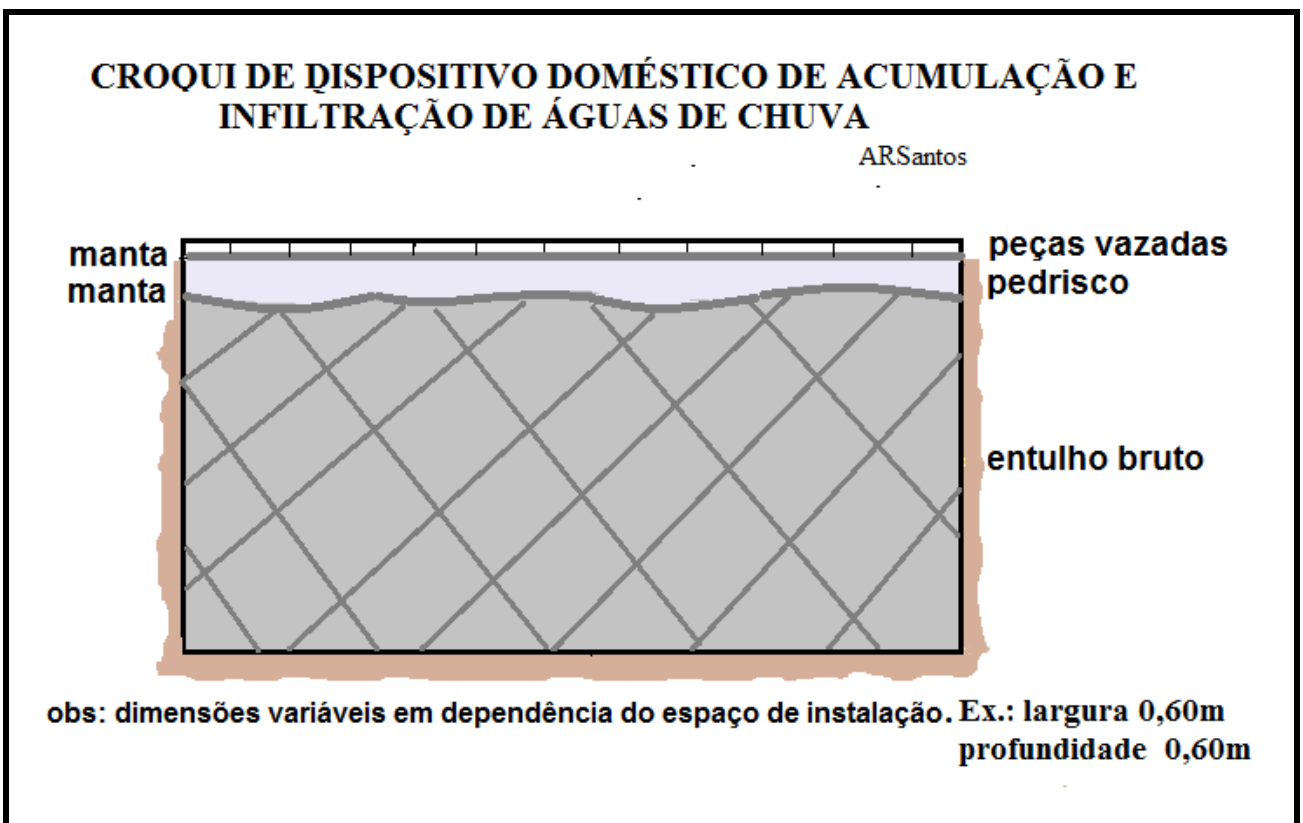 CROQUI DE DISPOSITIVO DOMÉSTICO DE ACUMULAÇÃO E
INFILTRAÇÃO DE ÁGUAS DE CHUVA
ARSantos
manta
peças vazadas
manta
pedrisco
entulho bruto
obs: dimensões variáveis em dependência do espaço de instalação. Ex.: largura 0,60m
profundidade 0,60m